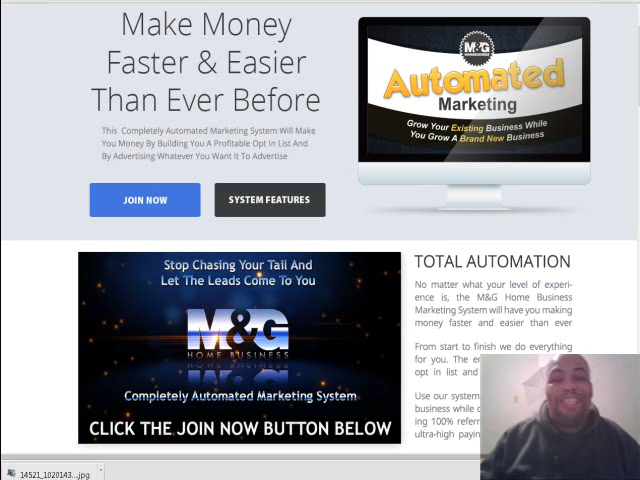 Make Money
Faster & Easier
Than Ever Before
This Completely Automated Marketing System Will Make
You Money By Building You A Profitable Opt In List And
By Advertising Whatever You Want It To Advertise
JOIN NOW
SYSTEM FEATURES
M&G
HOME BUSINESS
Automated
Marketing
Grow Your Existing Business While
You Grow A Brand New Business
Stop Chasing Your Tail And
Let The Leads Come To You
M&G
HOME BUSINESS
Completely Automated Marketing System
CLICK THE JOIN NOW BUTTON BELOW
TOTAL AUTOMATION
No matter what your level of experi-
ence is, the M&G Home Business
Marketing System will have you making
money faster and easier than ever
From start to finish we do everything
for you. The
opt in list and
Use our system
business while
ing 100% referr
ultra-high payin
14521_1020143...jpg